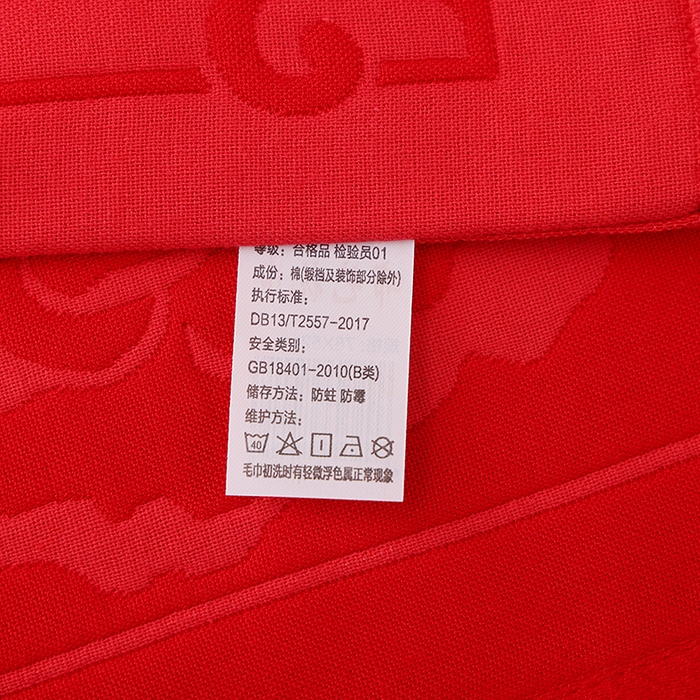 等级：合格品 检验员01
成份：棉(缎档及装饰部分除外)
执行标准：
DB13/T2557-2017
安全类别：
GB18401-2010(B类)
储存方法：防蛀 防霉
维护方法：
40
毛巾初洗时有轻微浮色属正常现象